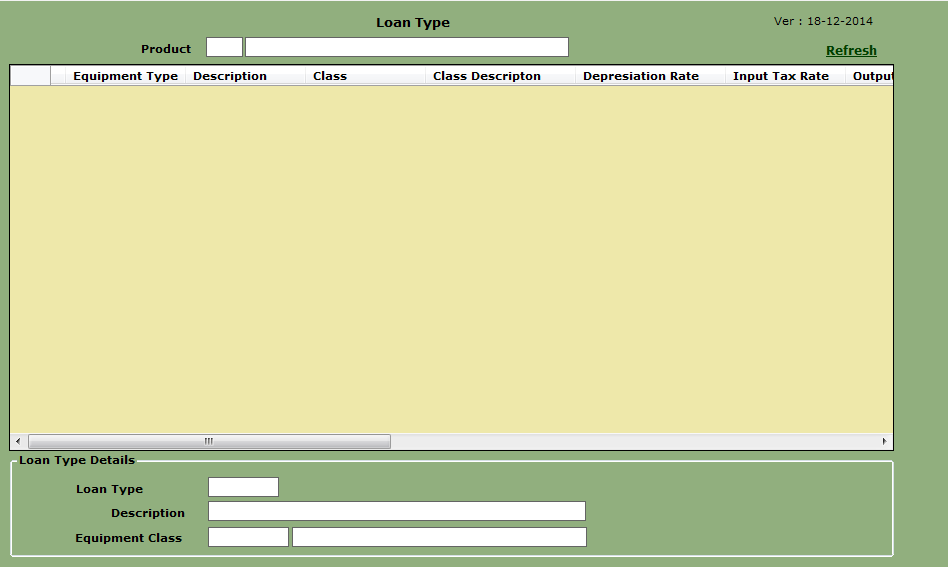 Loan Type
Ver : 18-12-2014
Product
Refresh
Equipment Type Description Class Class Descripton Depresiation Rate Input Tax Rate Output
Loan Type Details
Loan Type
Description
Equipment Class